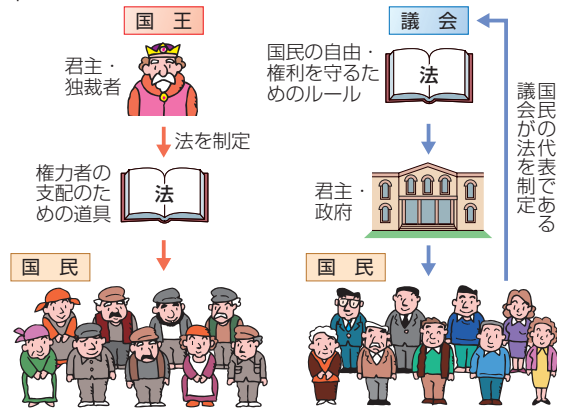 国 王
君主・
独裁者
法を制定
権力者の
支配のた
めの道具
法
国 民
議 会
国民の自由・
権利を守るた
めのルール
法
君主・
政府
国民の代表である
議会が法を制定
国 民